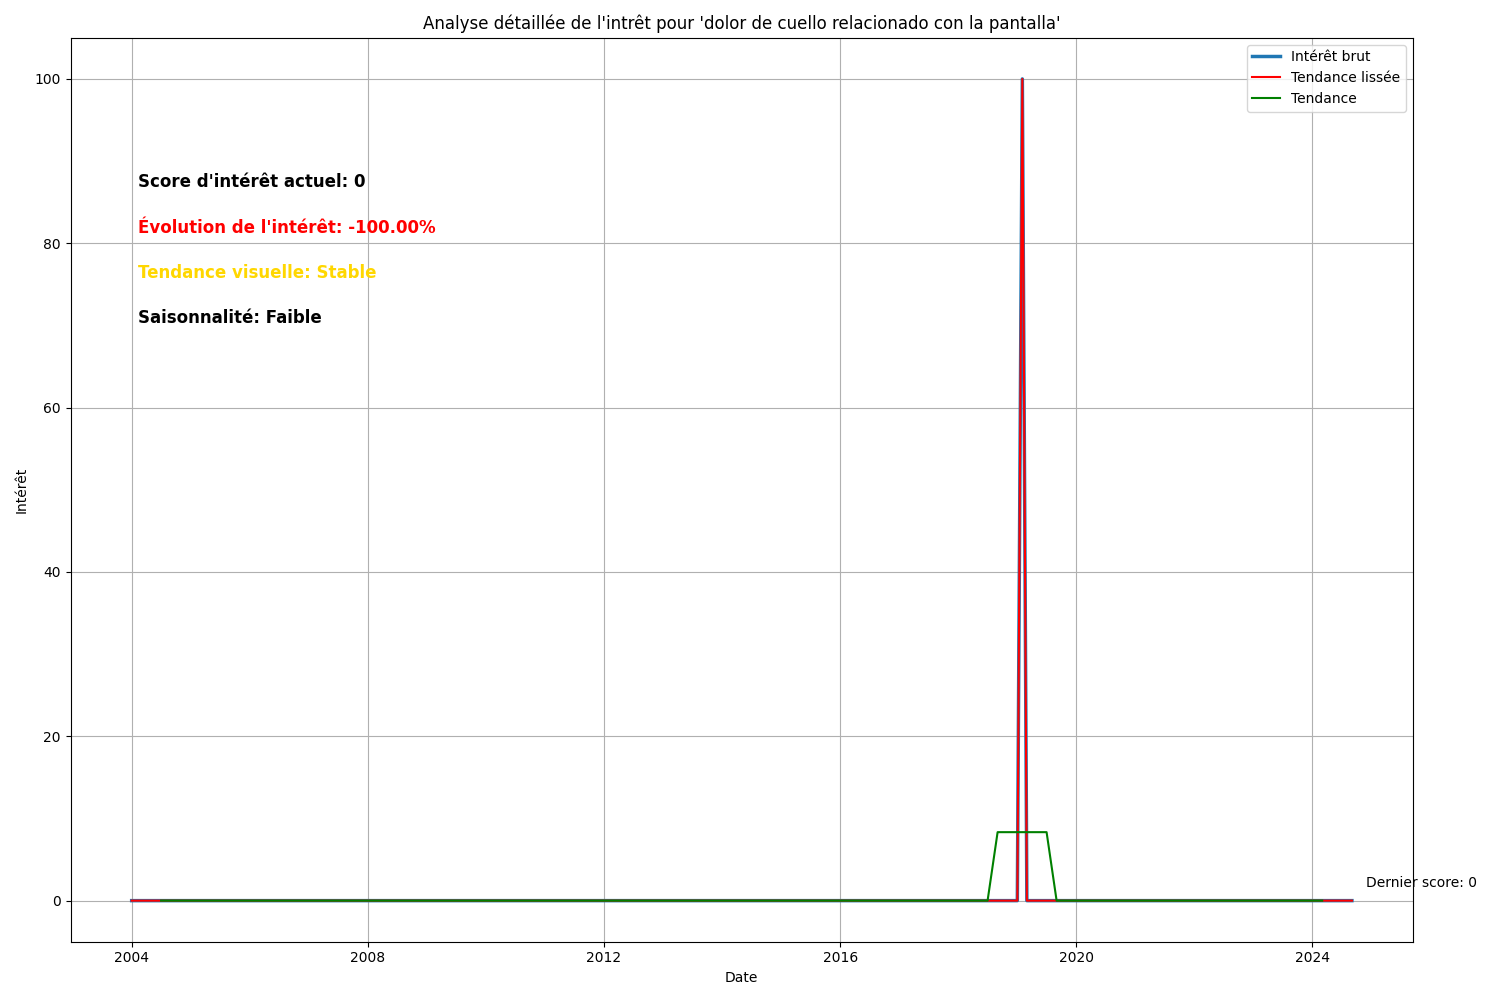 Analyse détaillée de l'intrêt pour 'dolor de cuello relacionado con la pantalla'
Intérêt brut
Tendance lissée
Tendance
Score d'intérêt actuel: 0
Évolution de l'intérêt: -100.00%
Tendance visuelle: Stable
Saisonnalité: Faible
100
80
60
40
20
0
Intérêt
Dernier score: 0
2004 2008 2012 2016 2020 2024
Date